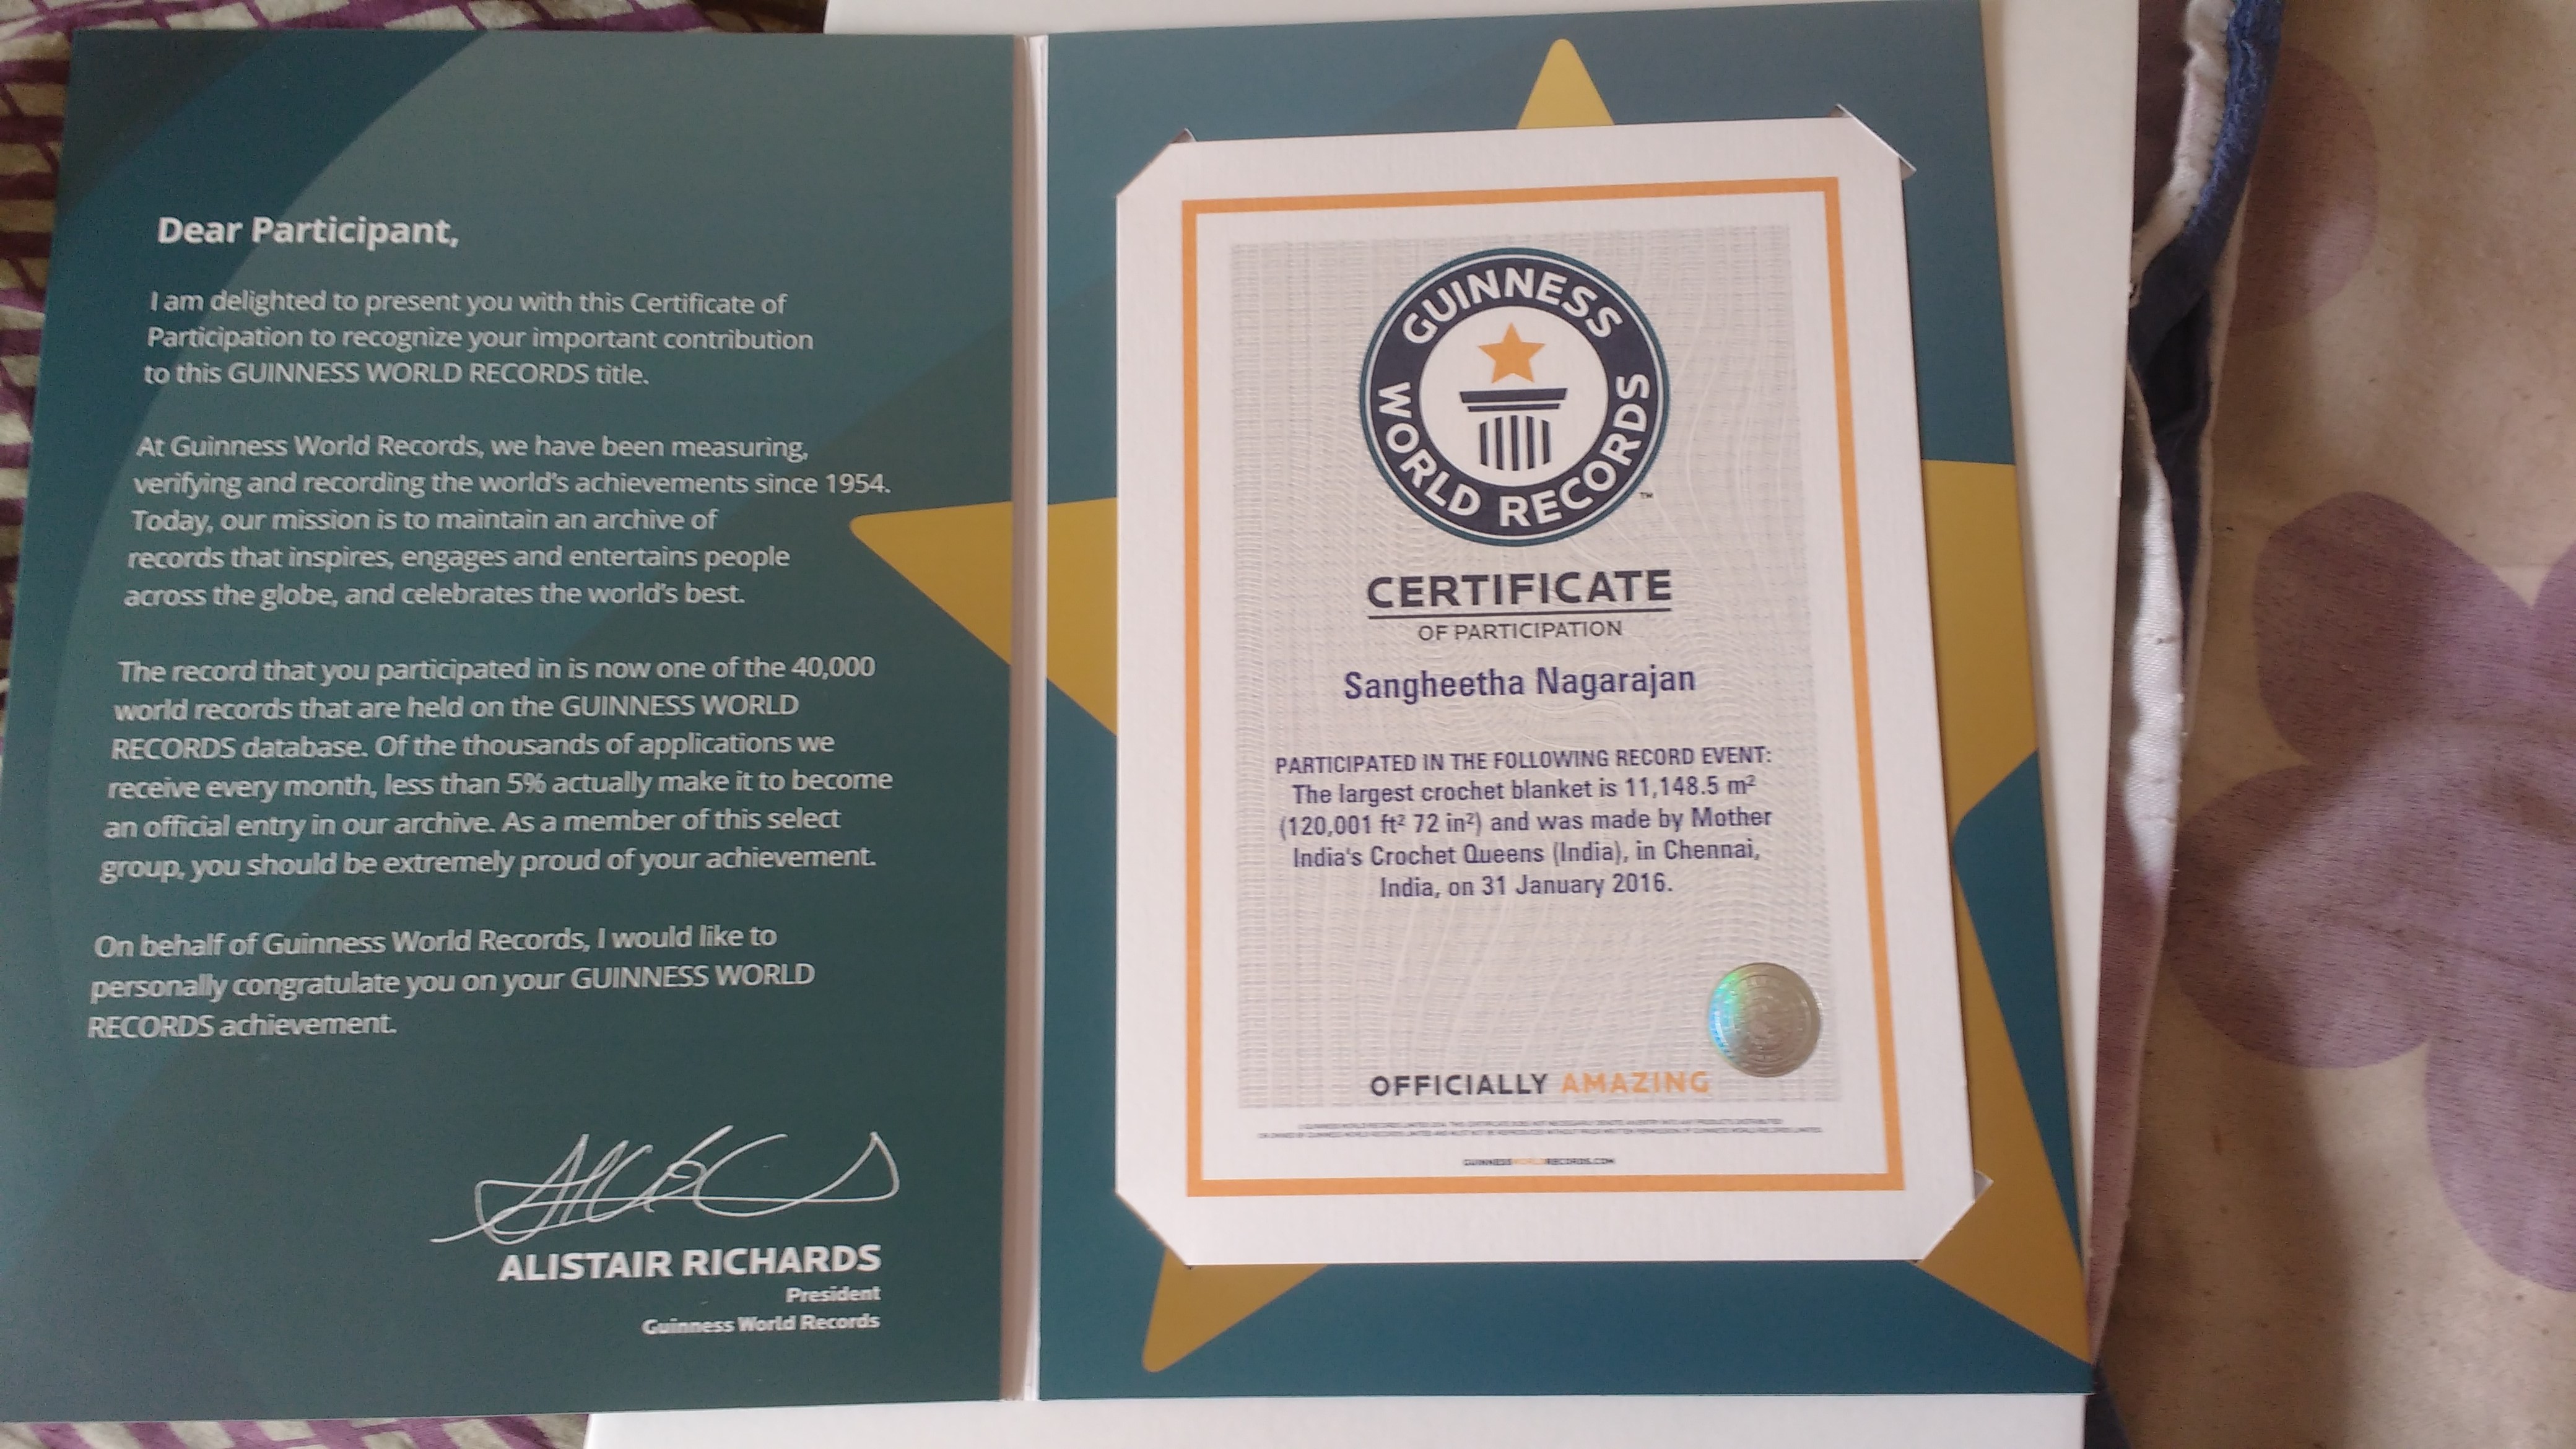 Dear Participant,
I am delighted to present you with this Certificate of
Participation to recognize your important contribution
to this GUINNESS WORLD RECORDS title.
At Guinness World Records, we have been measuring,
verifying and recording the world's achievements since 1954.
Today, our mission is to maintain an archive of
records that inspires, engages and entertains people
across the globe, and celebrates the world's best.
The record that you participated in is now one of the 40,000
world records that are held on the GUINNESS WORLD
RECORDS database. Of the thousands of applications we
receive every month, less than 5% actually make it to become
an official entry in our archive. As a member of this select
group, you should be extremely proud of your achievement.
On behalf of Guinness World Records, I would like to
personally congratulate you on your GUINNESS WORLD
RECORDS achievement.
ALISTAIR RICHARDS
President
Guinness World Records
GUINNESS
WORLD RECORDS
TM
CERTIFICATE
OF PARTICIPATION
Sangheetha Nagarajan
PARTICIPATED IN THE FOLLOWING RECORD EVENT:
The largest crochet blanket is 11,148.5 m²
(120,001 ft² 72 in²) and was made by Mother
India's Crochet Queens (India), in Chennai,
India, on 31 January 2016.
OFFICIALLY AMAZING
GUINNESSWORLDRECORDS.COM